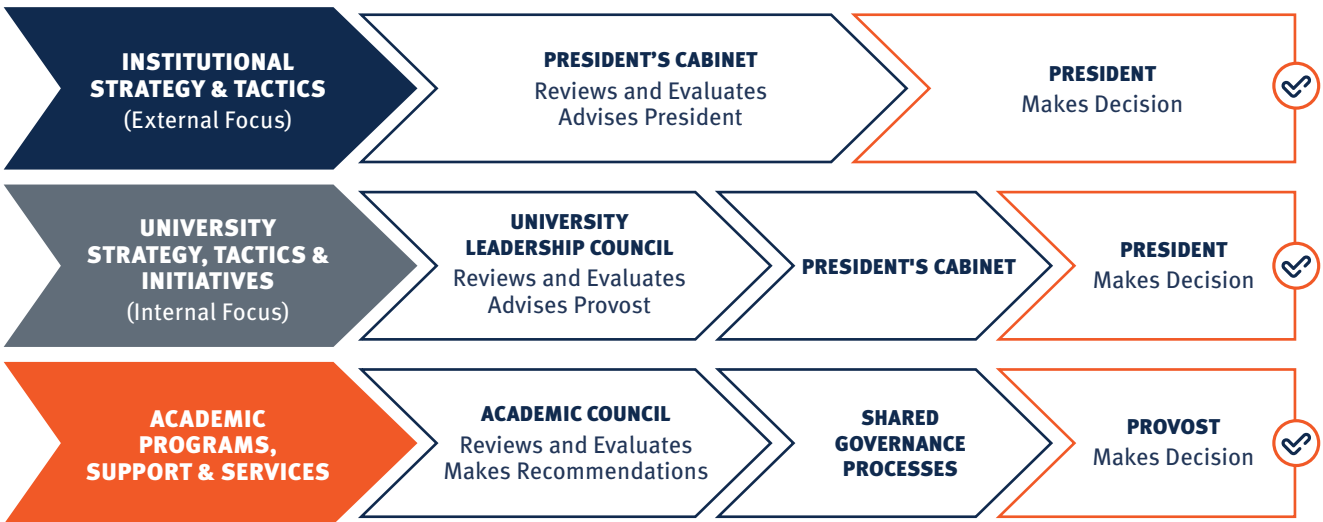 INSTITUTIONAL
STRATEGY & TACTICS
(External Focus)
PRESIDENT’S CABINET
Reviews and Evaluates
Advises President
PRESIDENT
Makes Decision
UNIVERSITY
STRATEGY, TACTICS &
INITIATIVES
(Internal Focus)
UNIVERSITY
LEADERSHIP COUNCIL
Reviews and Evaluates
Advises Provost
PRESIDENT'S CABINET
PRESIDENT
Makes Decision
ACADEMIC
PROGRAMS,
SUPPORT & SERVICES
ACADEMIC COUNCIL
Reviews and Evaluates
Makes Recommendations
SHARED
GOVERNANCE
PROCESSES
PROVOST
Makes Decision